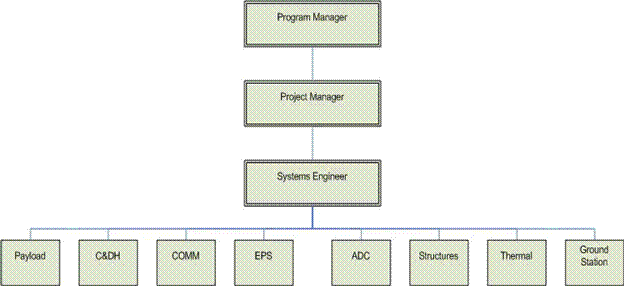 Program Manager
Project Manager
Systems Engineer
Payload
C&DH
COMM
EPS
ADC
Structures
Thermal
Ground
Station